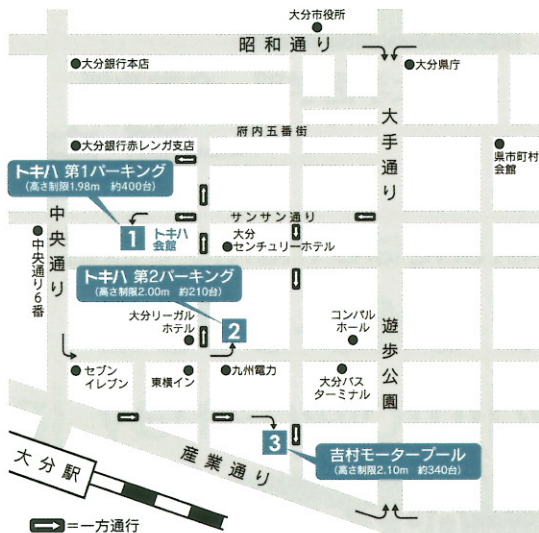 大分市役所
昭和通り
大分銀行本店
大分県庁
大手通り
府内五番街
大分銀行赤レンガ支店
県市町村
会館
トキハ 第1パーキング
(高さ制限1.98m 約400台)
中央通り
サンサン通り
1
トキハ
会館
大分
センチュリーホテル
中央通り6番
トキハ 第2パーキング
(高さ制限2.00m 約210台)
大分リーガル
ホテル
2
コンパル
ホール
遊歩公園
セブン
イレブン
東横イン
九州電力
大分バス
ターミナル
3
吉村モータープール
(高さ制限2.10m 約340台)
産業通り
大分駅
=一方通行